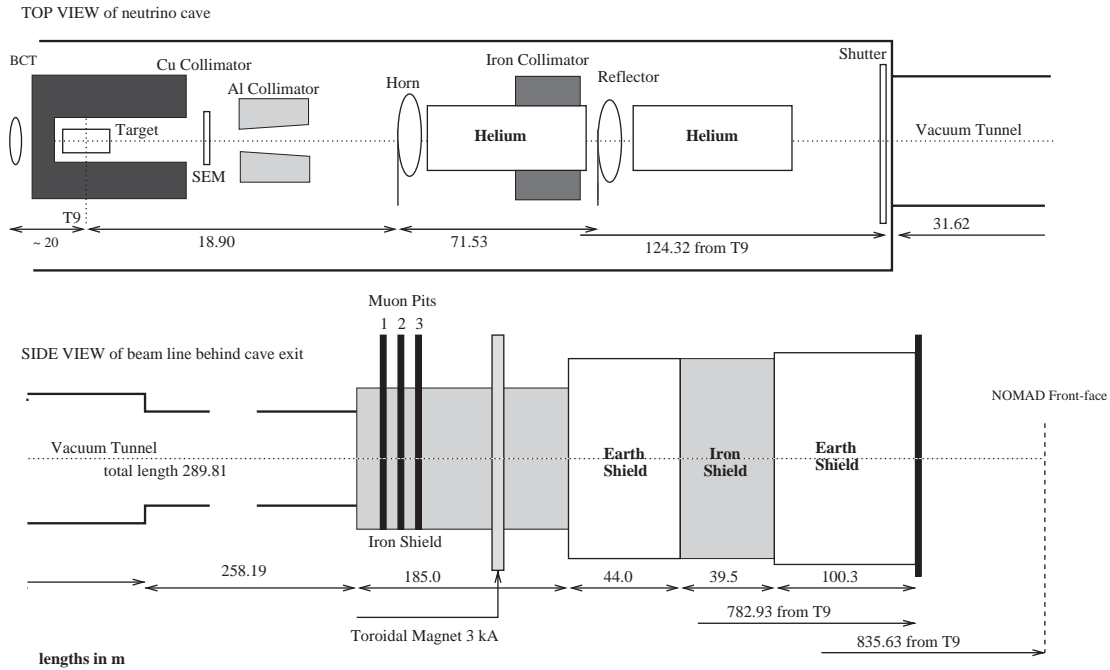 TOP VIEW of neutrino cave
BCT
Cu Collimator
Al Collimator
Target
SEM
Horn
Iron Collimator
Reflector
Shutter
Helium
Helium
Vacuum Tunnel
T9
~ 20
18.90
71.53
124.32 from T9
31.62
Muon Pits
1 2 3
SIDE VIEW of beam line behind cave exit
NOMAD Front-face
Vacuum Tunnel
total length 289.81
Earth
Shield
Iron
Shield
Earth
Shield
Iron Shield
258.19
185.0
44.0
39.5
100.3
782.93 from T9
Toroidal Magnet 3 kA
835.63 from T9
lengths in m